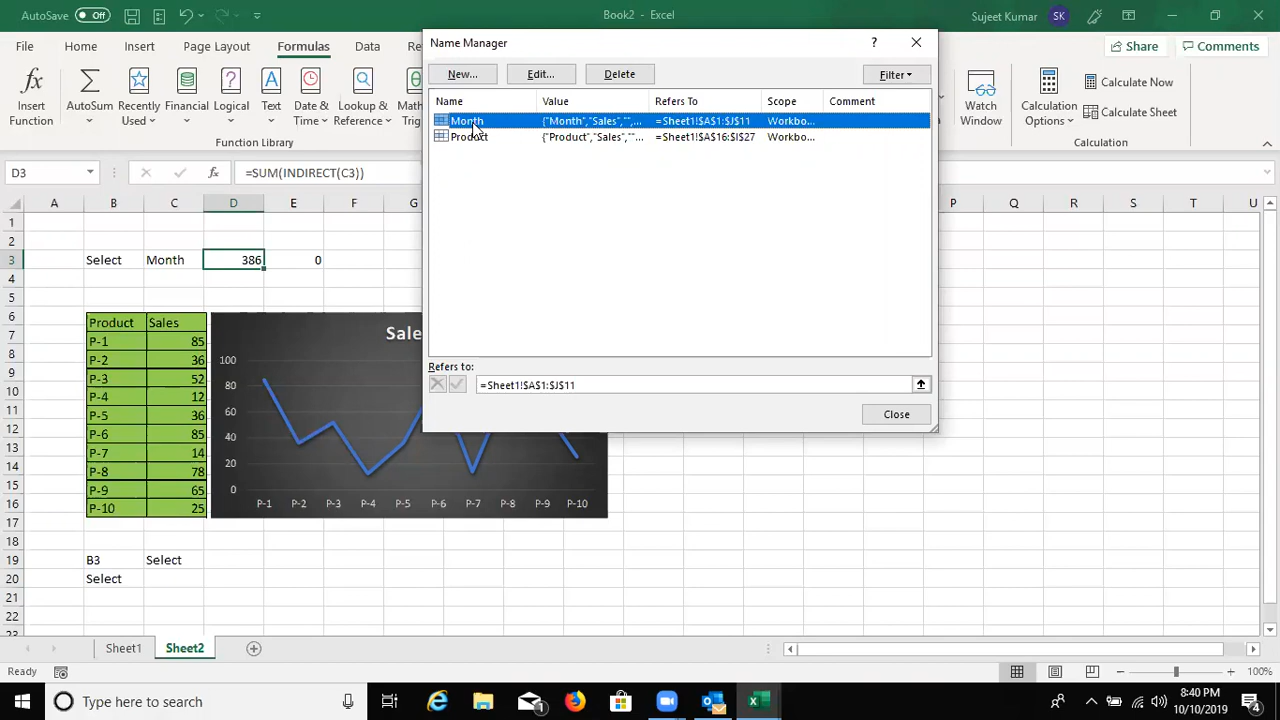 AutoSave Off
Book2 - Excel
Sujeet Kumar SK
File Home Insert Page Layout Formulas Data
Share Comments
Insert Function
AutoSum
Recently Used
Financial
Logical
Text
Date & Time
Lookup & Reference
Math
Function Library
Watch Window
Calculation Options
Calculate Now
Calculate Sheet
Calculation
Name Manager
? 
New... Edit... Delete Filter
Name Value Refers To Scope Comment
Month {"Month","Sales","",... =Sheet1!$A$1:$J$11 Workbo...
Product {"Product","Sales",""... =Sheet1!$A$16:$I$27 Workbo...
Refers to:
=Sheet1!$A$1:$J$11
Close
D3 fx =SUM(INDIRECT(C3))
A B C D E F G P Q R S T U
1
2
3 Select Month 386 0
4
5
6 Product Sales
7 P-1 85
8 P-2 36
9 P-3 52
10 P-4 12
11 P-5 36
12 P-6 85
13 P-7 14
14 P-8 78
15 P-9 65
16 P-10 25
17
18
19 B3 Select
20 Select
21
22
23
Sale
100
80
60
40
20
0
P-1 P-2 P-3 P-4 P-5 P-6 P-7 P-8 P-9 P-10
Sheet1 Sheet2
Ready
100%
Type here to search
1
8:40 PM
10/10/2019
4